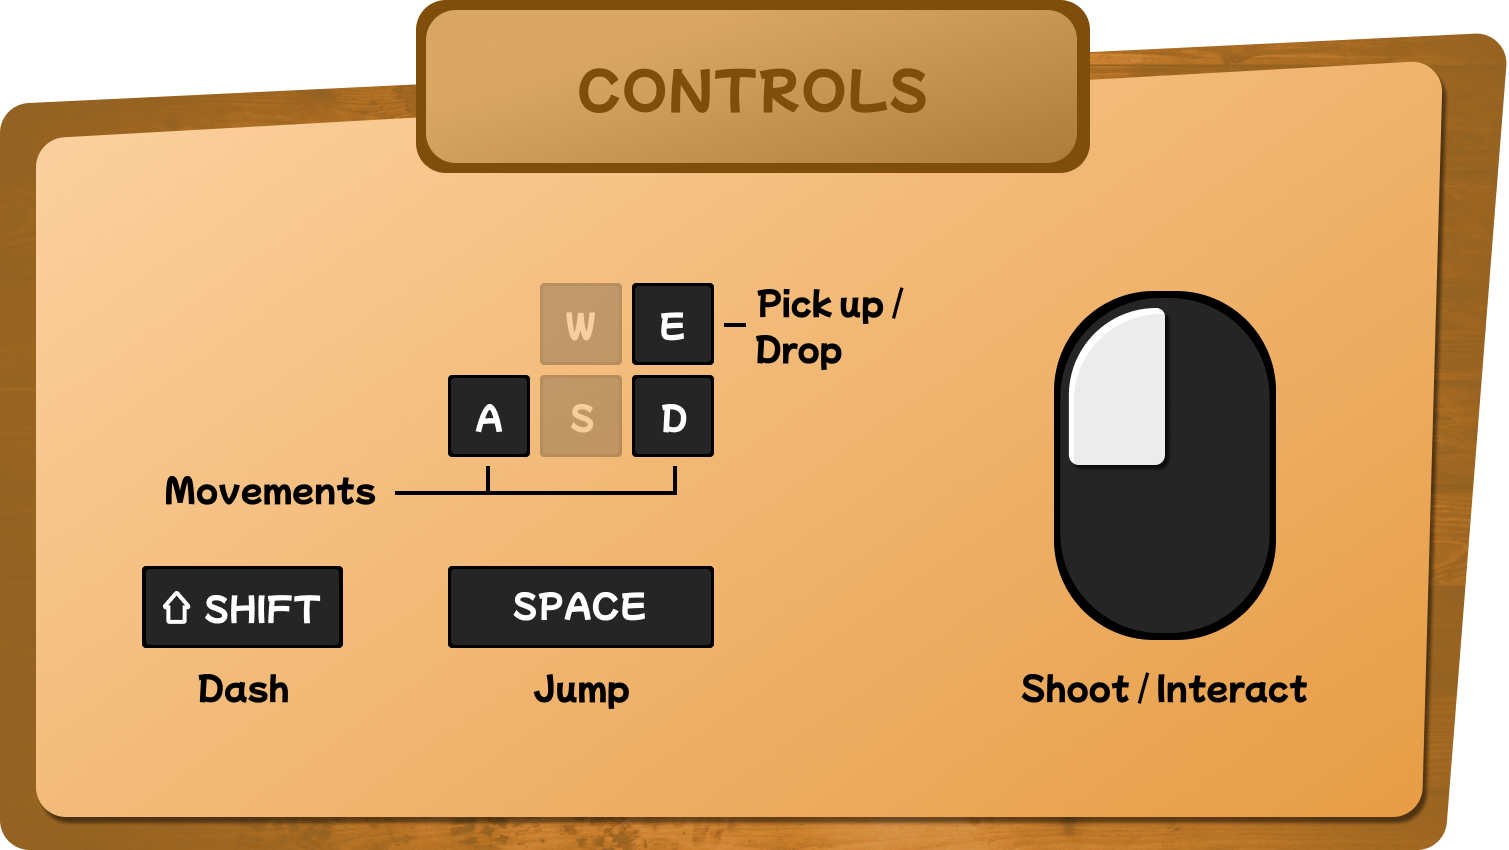 CONTROLS
W
E
Pick up /
Drop
A
S
D
Movements
SHIFT
SPACE
Dash
Jump
Shoot / Interact